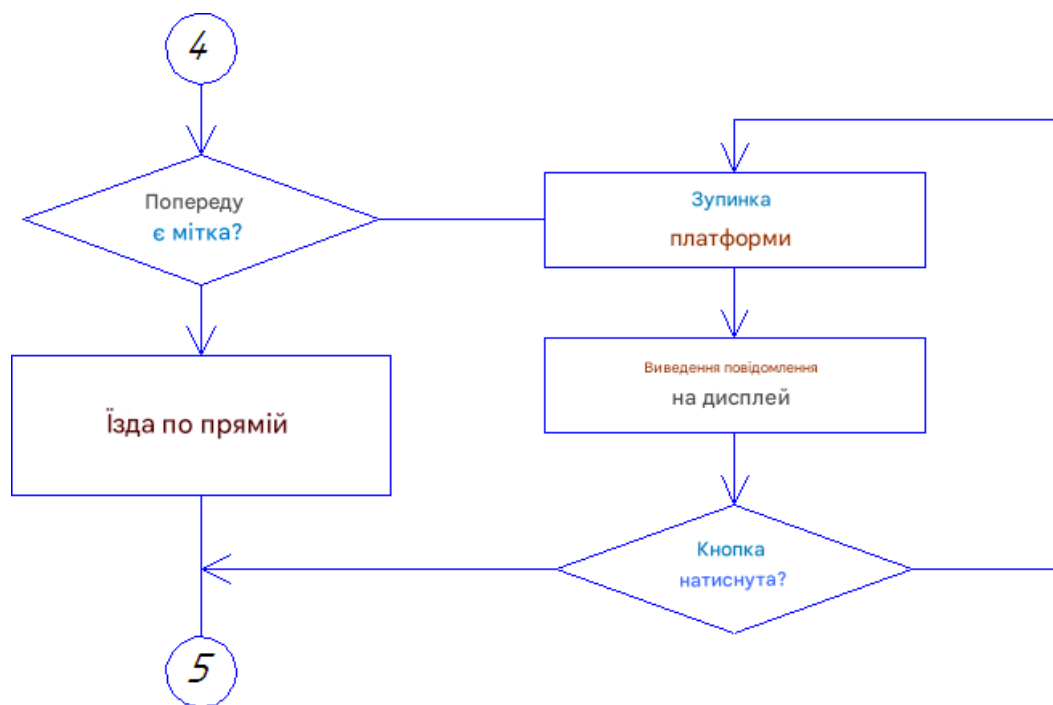 4
Попереду
є мітка?
Зупинка
платформи
Виведення повідомлення
на дисплей
Їзда по прямій
Кнопка
натиснута?
5